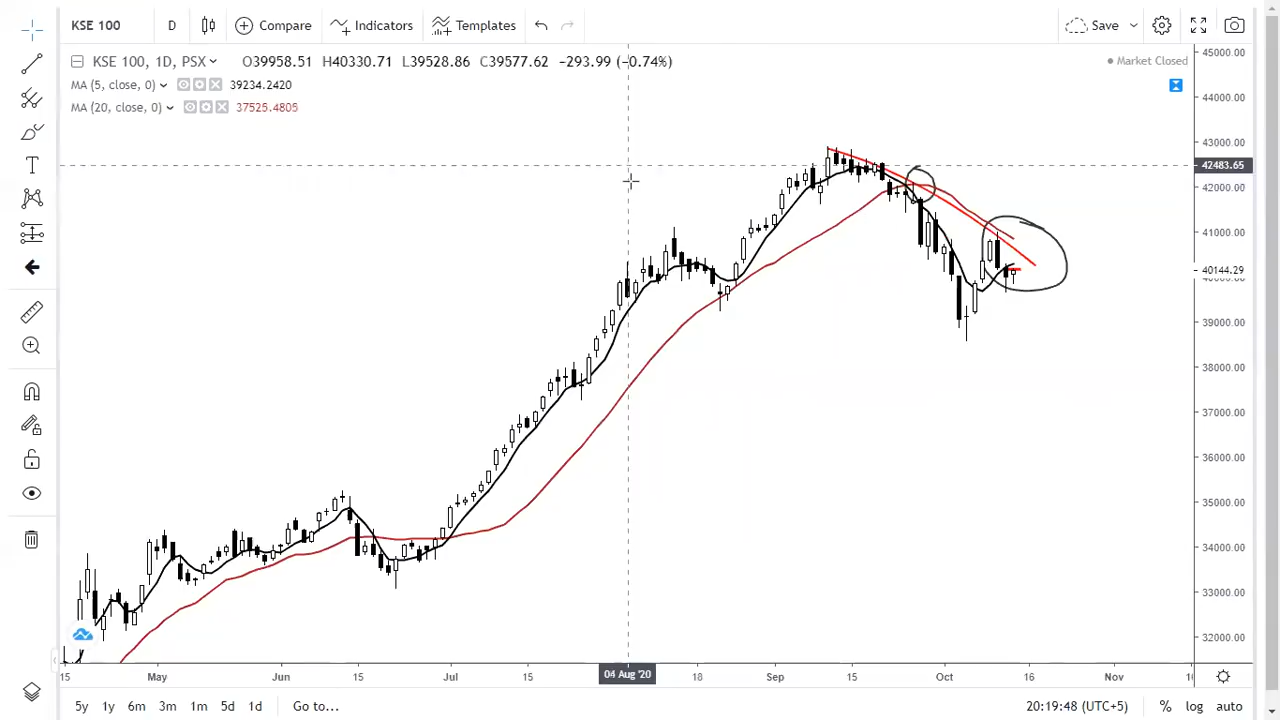 KSE 100 D Compare Indicators Templates Save
KSE 100, 1D, PSX O39958.51 H40330.71 L39528.86 C39577.62 −293.99 (−0.74%) Market Closed
MA (5, close, 0) 39234.2420
MA (20, close, 0) 37525.4805
45000.00
44000.00
43000.00
42483.65
42000.00
41000.00
40144.29
39000.00
38000.00
37000.00
36000.00
35000.00
34000.00
33000.00
32000.00
15 May Jun 15 Jul 15 04 Aug '20 18 Sep 15 Oct 16 Nov
5y 1y 6m 3m 1m 5d 1d Go to... 20:19:48 (UTC+5) % log auto